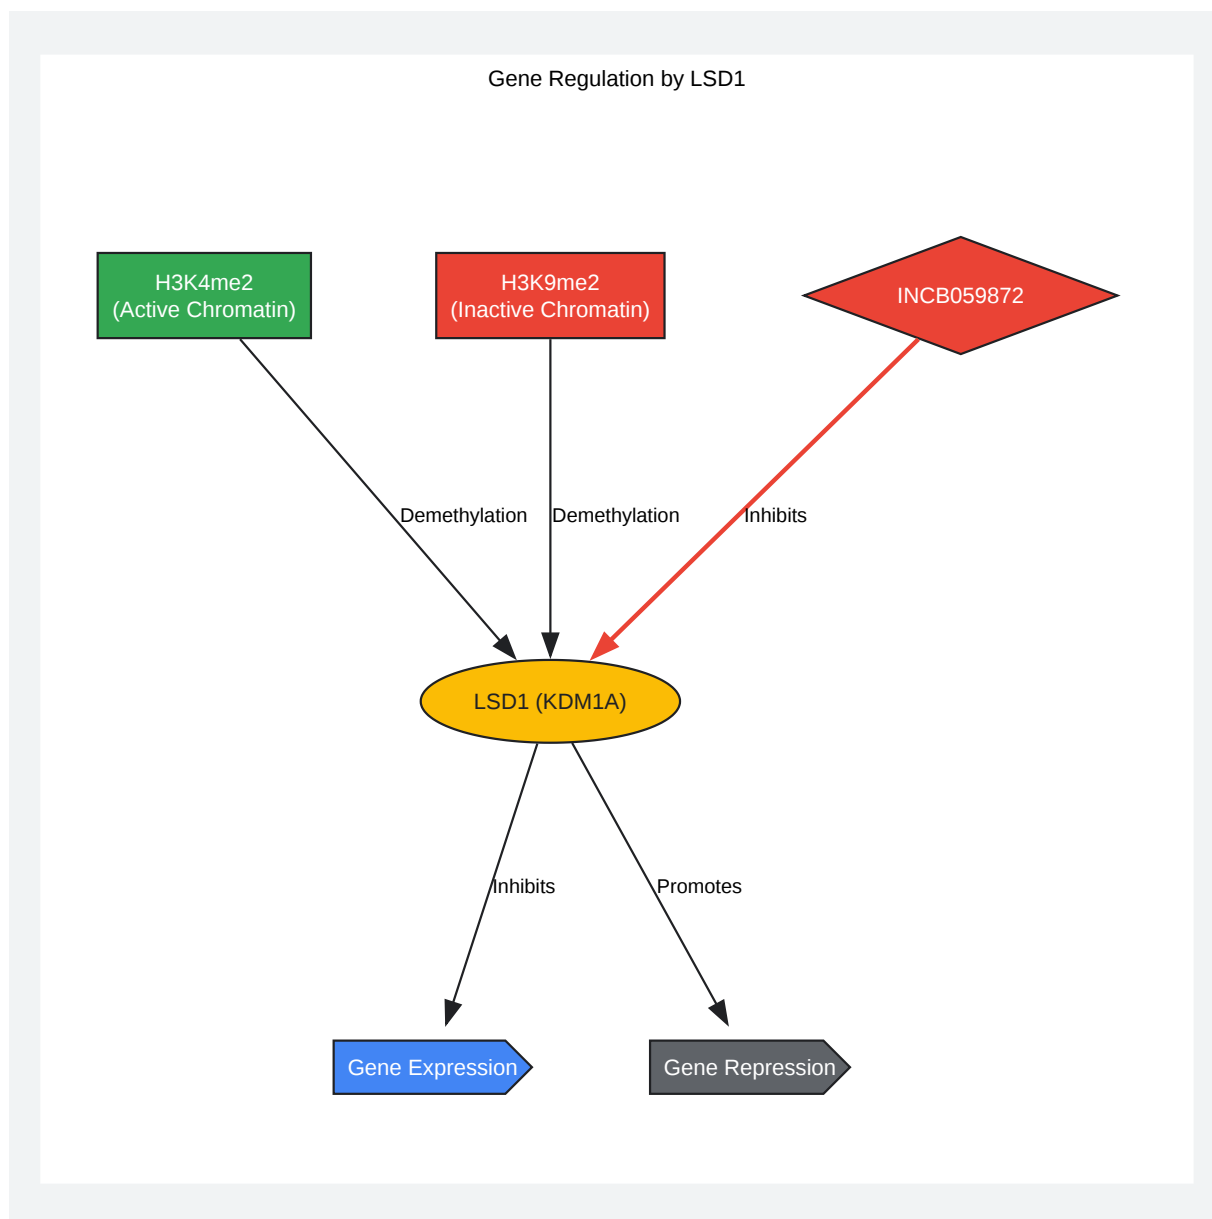 Gene Regulation by LSD1
H3K4me2
(Active Chromatin)
H3K9me2
(Inactive Chromatin)
INCB059872
Demethylation
Demethylation
Inhibits
LSD1 (KDM1A)
Inhibits
Promotes
Gene Expression
Gene Repression